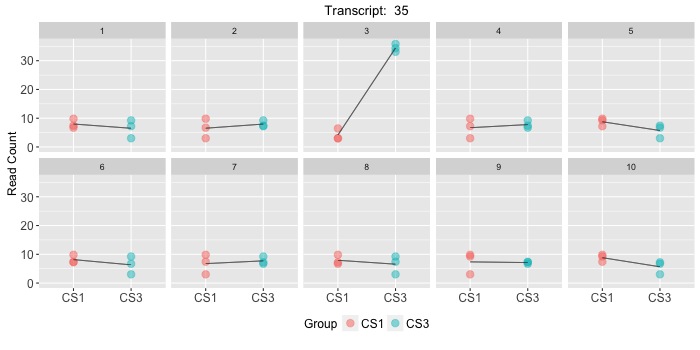 Transcript: 35
1 2 3 4 5
30
20
10
0
Read Count
6 7 8 9 10
30
20
10
0
CS1 CS3 CS1 CS3 CS1 CS3 CS1 CS3 CS1 CS3
Group CS1 CS3